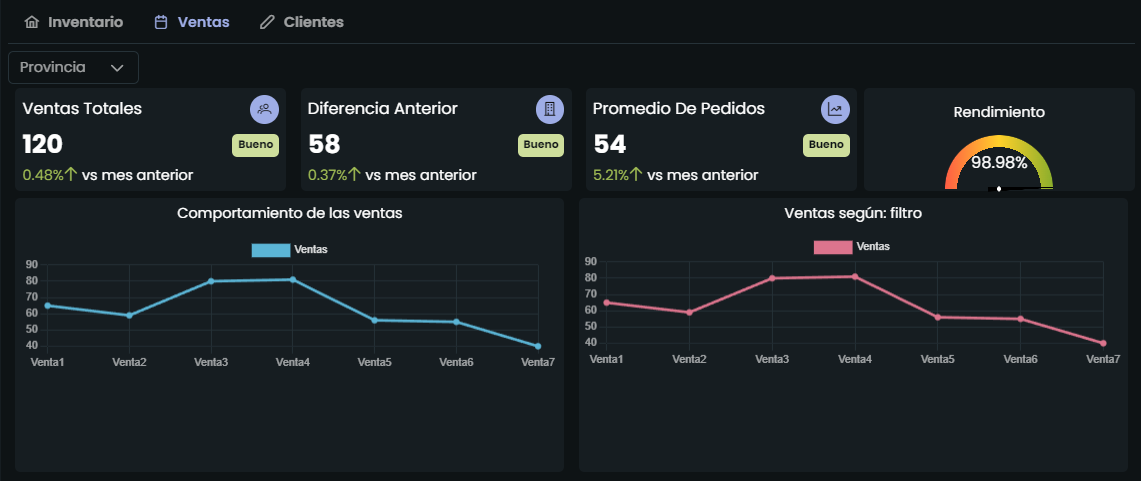 Inventario Ventas Clientes
Provincia
Ventas Totales
120
Bueno
0.48% vs mes anterior
Diferencia Anterior
58
Bueno
0.37% vs mes anterior
Promedio De Pedidos
54
Bueno
5.21% vs mes anterior
Rendimiento
98.98%
Comportamiento de las ventas
Ventas
90
80
70
60
50
40
Venta1 Venta2 Venta3 Venta4 Venta5 Venta6 Venta7
Ventas según: filtro
Ventas
90
80
70
60
50
40
Venta1 Venta2 Venta3 Venta4 Venta5 Venta6 Venta7